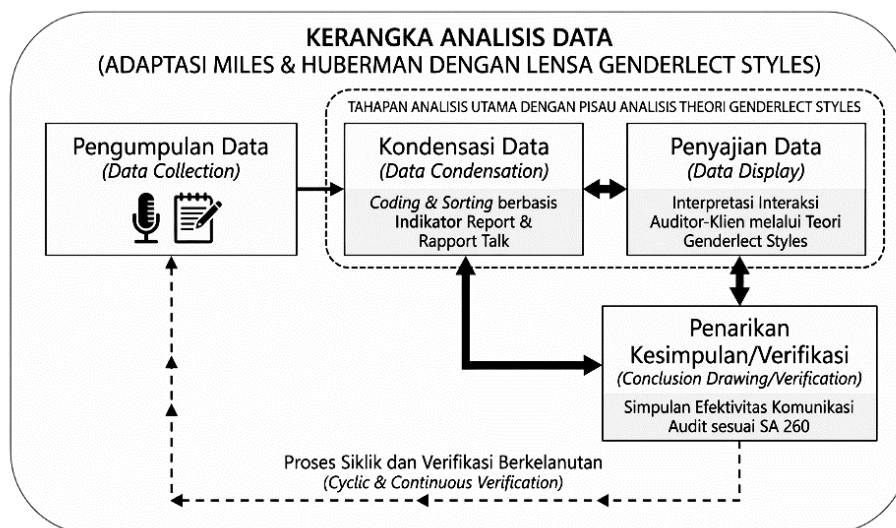 KERANGKA ANALISIS DATA
(ADAPTASI MILES & HUBERMAN DENGAN LENSA GENDERLECT STYLES)
TAHAPAN ANALISIS UTAMA DENGAN PISAU ANALISIS THEORI GENDERLECT STYLES
Pengumpulan Data
(Data Collection)
Kondensasi Data
(Data Condensation)
Coding & Sorting berbasis
Indikator Report &
Rapport Talk
Penyajian Data
(Data Display)
Interpretasi Interaksi
Auditor-Klien melalui Teori
Genderlect Styles
Penarikan
Kesimpulan/Verifikasi
(Conclusion Drawing/Verification)
Simpulan Efektivitas Komunikasi
Audit sesuai SA 260
Proses Siklik dan Verifikasi Berkelanutan
(Cyclic & Continuous Verification)